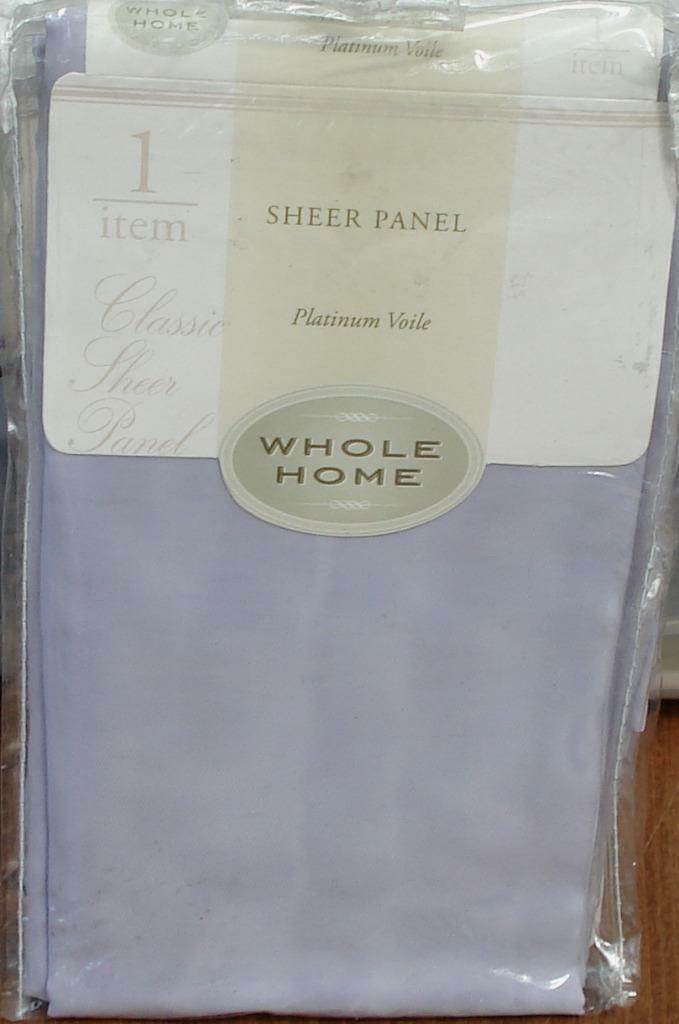 WHOLE
HOME
Platinum Voile
1
item
1
item
SHEER PANEL
Classic
Sheer
Panel
Platinum Voile
WHOLE
HOME